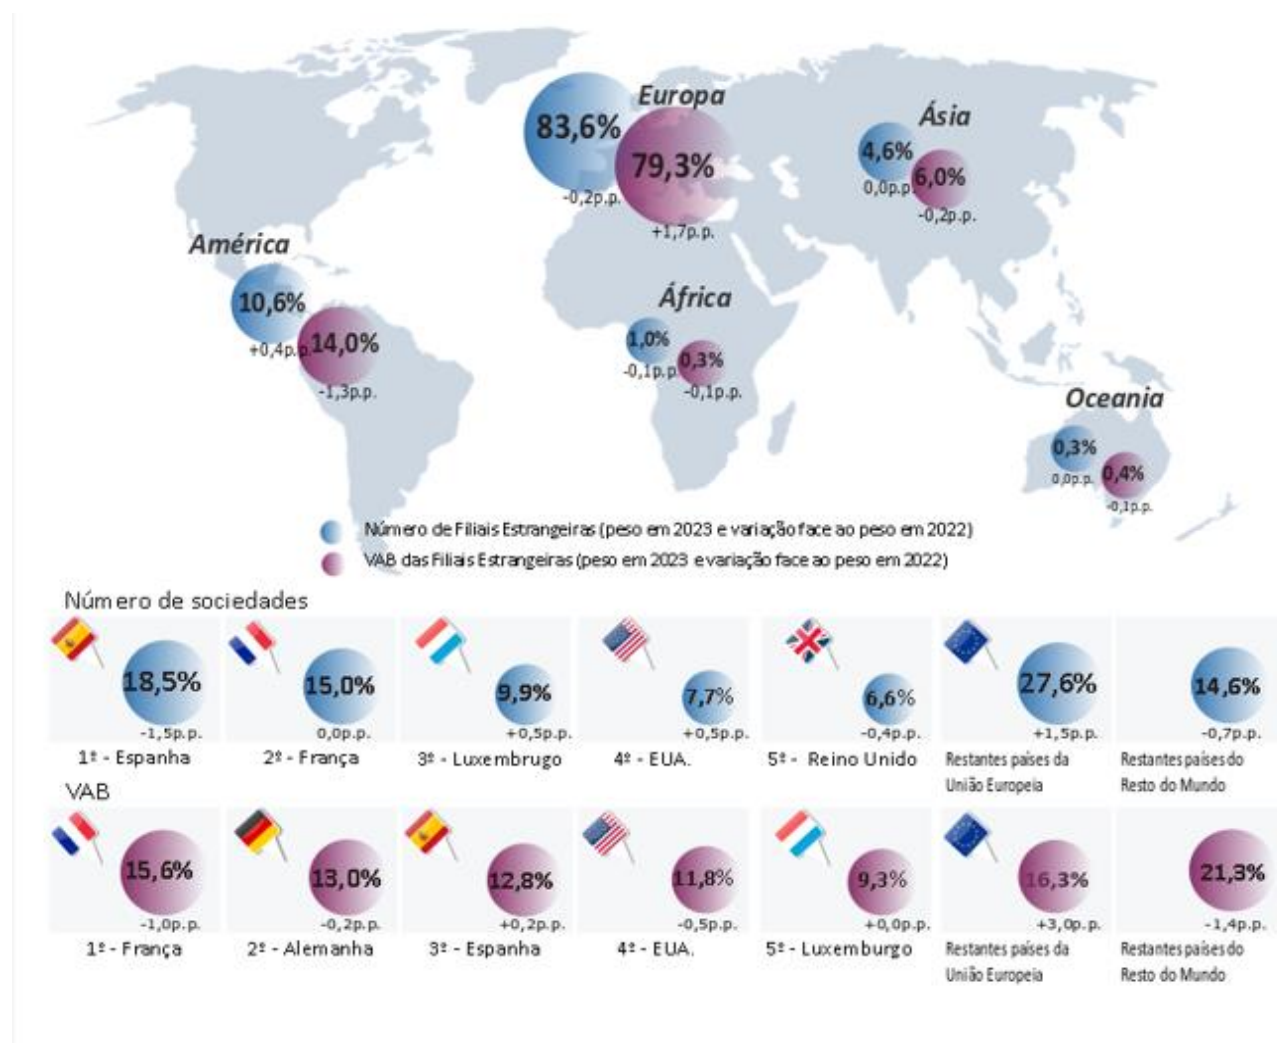 Europa
83,6%
79,3%
-0,2p.p.
+1,7p.p.
Ásia
4,6%
6,0%
0,0p.p.
-0,2p.p.
América
10,6%
14,0%
+0,4p.p.
-1,3p.p.
África
1,0%
0,3%
-0,1p.p.
-0,1p.p.
Oceania
0,3%
0,4%
0,0p.p.
-0,1p.p.
Número de Filiais Estrangeiras (peso em 2023 e variação face ao peso em 2022)
VAB das Filiais Estrangeiras (peso em 2023 e variação face ao peso em 2022)
Número de sociedades
18,5% 15,0% 9,9% 7,7% 6,6% 27,6% 14,6%
-1,5p.p. 0,0p.p. +0,5p.p. +0,5p.p. -0,4p.p. +1,5p.p. -0,7p.p.
1º - Espanha 2º - França 3º - Luxembrugo 4º - EUA. 5º - Reino Unido Restantes países da Restantes países do
União Europeia Resto do Mundo
VAB
15,6% 13,0% 12,8% 11,8% 9,3% 16,3% 21,3%
-1,0p.p. -0,2p.p. +0,2p.p. -0,5p.p. +0,0p.p. +3,0p.p. -1,4p.p.
1º - França 2º - Alemanha 3º - Espanha 4º - EUA. 5º - Luxemburgo Restantes países da Restantes países do
União Europeia Resto do Mundo